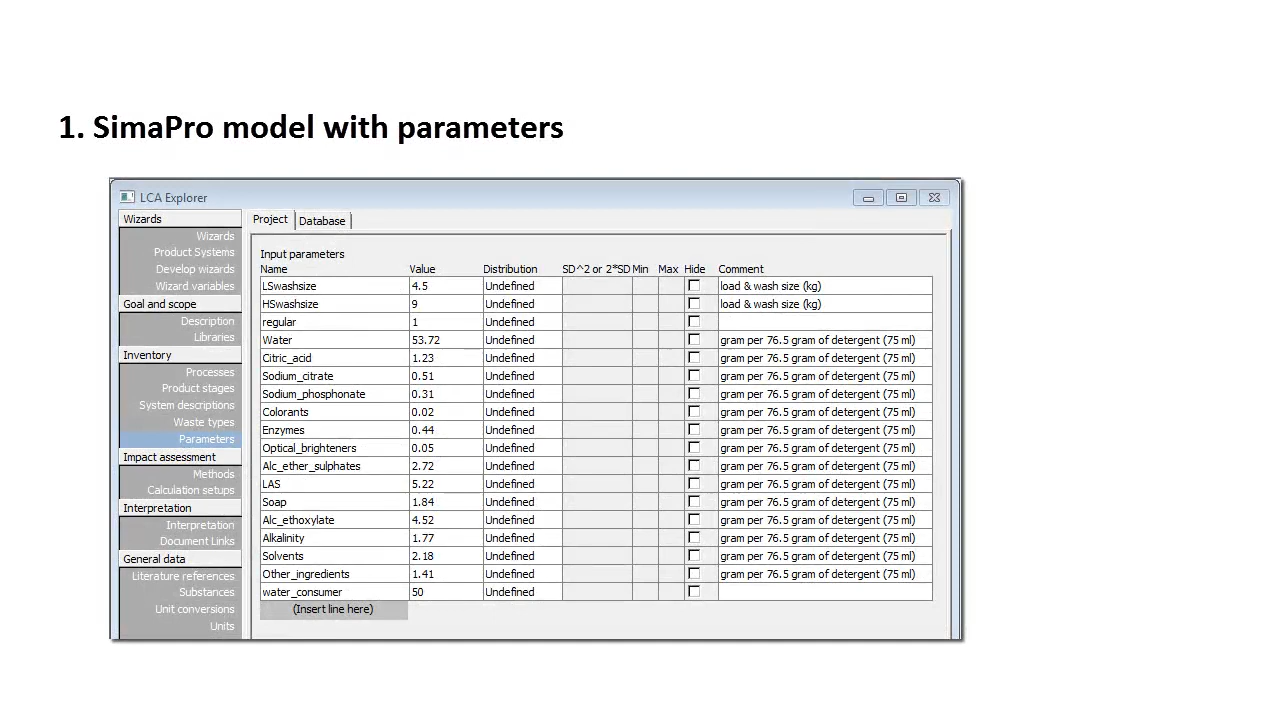 1. SimaPro model with parameters
LCA Explorer
Wizards
Wizards
Product Systems
Develop wizards
Wizard variables
Goal and scope
Description
Libraries
Inventory
Processes
Product stages
System descriptions
Waste types
Parameters
Impact assessment
Methods
Calculation setups
Interpretation
Interpretation
Document Links
General data
Literature references
Substances
Unit conversions
Units
Project Database
Input parameters
Name Value Distribution SD^2 or 2*SD Min Max Hide Comment
LSwashsize 4.5 Undefined load & wash size (kg)
HSwashsize 9 Undefined load & wash size (kg)
regular 1 Undefined
Water 53.72 Undefined gram per 76.5 gram of detergent (75 ml)
Citric_acid 1.23 Undefined gram per 76.5 gram of detergent (75 ml)
Sodium_citrate 0.51 Undefined gram per 76.5 gram of detergent (75 ml)
Sodium_phosphonate 0.31 Undefined gram per 76.5 gram of detergent (75 ml)
Colorants 0.02 Undefined gram per 76.5 gram of detergent (75 ml)
Enzymes 0.44 Undefined gram per 76.5 gram of detergent (75 ml)
Optical_brighteners 0.05 Undefined gram per 76.5 gram of detergent (75 ml)
Alc_ether_sulphates 2.72 Undefined gram per 76.5 gram of detergent (75 ml)
LAS 5.22 Undefined gram per 76.5 gram of detergent (75 ml)
Soap 1.84 Undefined gram per 76.5 gram of detergent (75 ml)
Alc_ethoxylate 4.52 Undefined gram per 76.5 gram of detergent (75 ml)
Alkalinity 1.77 Undefined gram per 76.5 gram of detergent (75 ml)
Solvents 2.18 Undefined gram per 76.5 gram of detergent (75 ml)
Other_ingredients 1.41 Undefined gram per 76.5 gram of detergent (75 ml)
water_consumer 50 Undefined
(Insert line here)